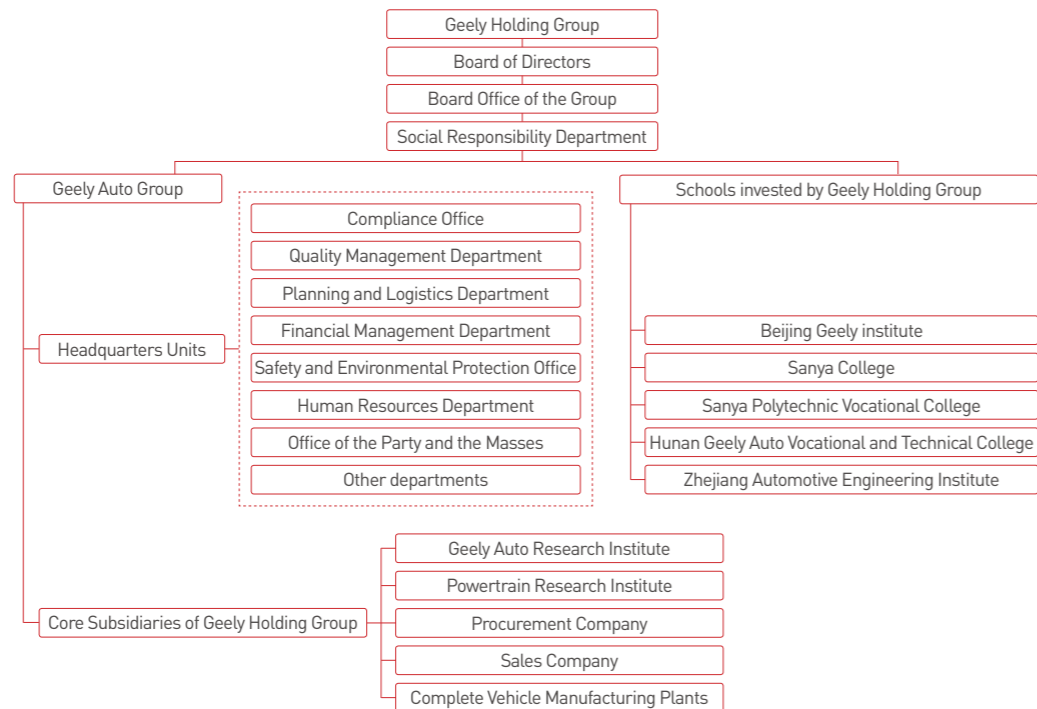 Geely Holding Group
Board of Directors
Board Office of the Group
Social Responsibility Department
Geely Auto Group
Schools invested by Geely Holding Group
Compliance Office
Quality Management Department
Planning and Logistics Department
Financial Management Department
Headquarters Units
Safety and Environmental Protection Office
Human Resources Department
Office of the Party and the Masses
Other departments
Beijing Geely institute
Sanya College
Sanya Polytechnic Vocational College
Hunan Geely Auto Vocational and Technical College
Zhejiang Automotive Engineering Institute
Core Subsidiaries of Geely Holding Group
Geely Auto Research Institute
Powertrain Research Institute
Procurement Company
Sales Company
Complete Vehicle Manufacturing Plants